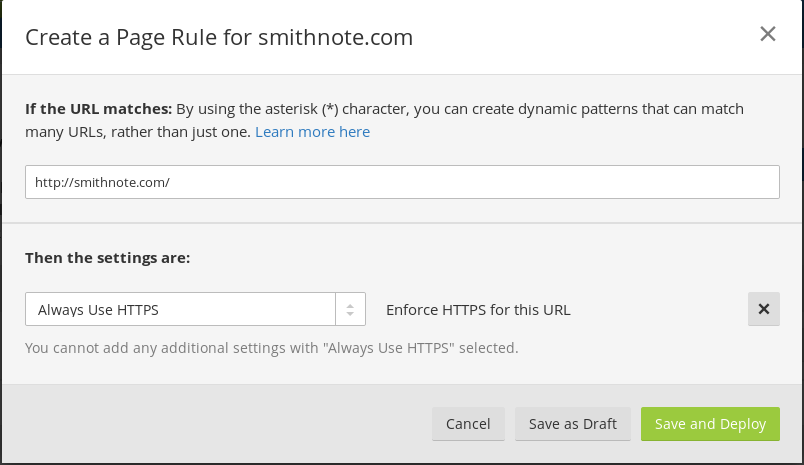 Create a Page Rule for smithnote.com
×
If the URL matches: By using the asterisk (*) character, you can create dynamic patterns that can match
many URLs, rather than just one. Learn more here
http://smithnote.com/
Then the settings are:
Always Use HTTPS
Enforce HTTPS for this URL
×
You cannot add any additional settings with "Always Use HTTPS" selected.
Cancel
Save as Draft
Save and Deploy